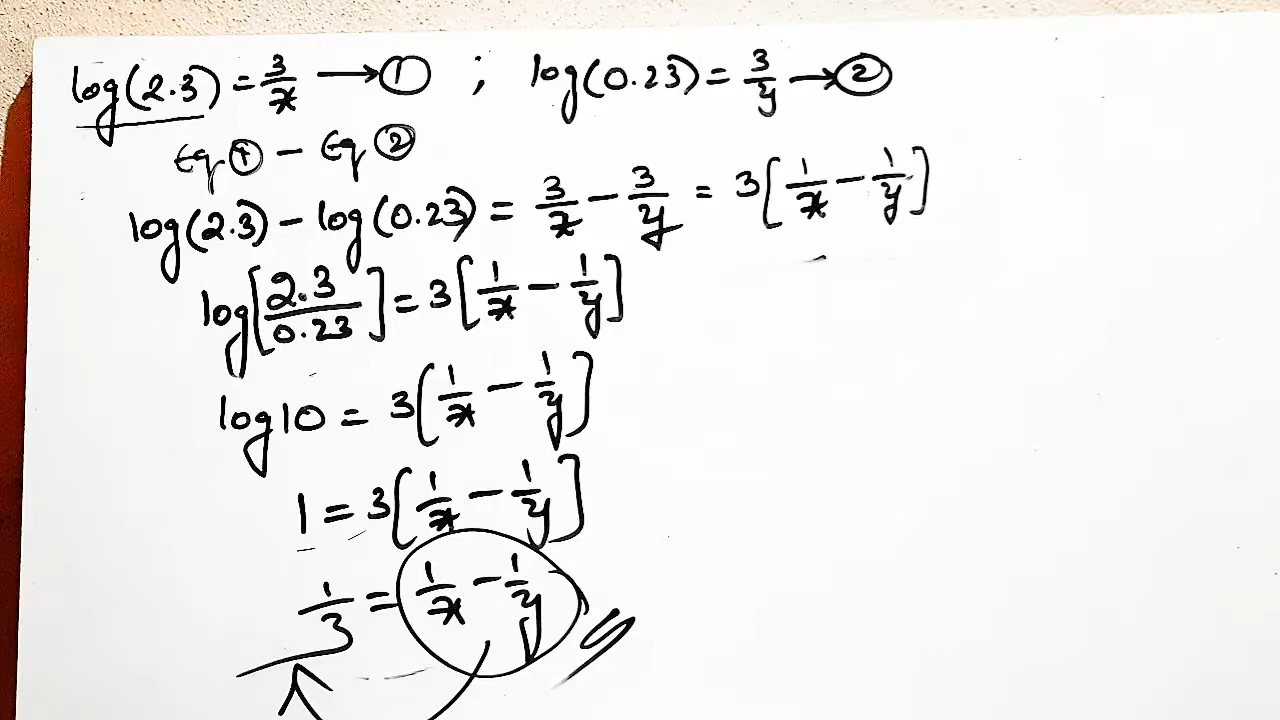 log(2.3) = 3/x → ① ; log(0.23) = 3/y → ②
Eq ① - Eq ②
log(2.3) - log(0.23) = 3/x - 3/y = 3[1/x - 1/y]
log[2.3/0.23] = 3[1/x - 1/y]
log10 = 3[1/x - 1/y]
1 = 3[1/x - 1/y]
1/3 = 1/x - 1/y